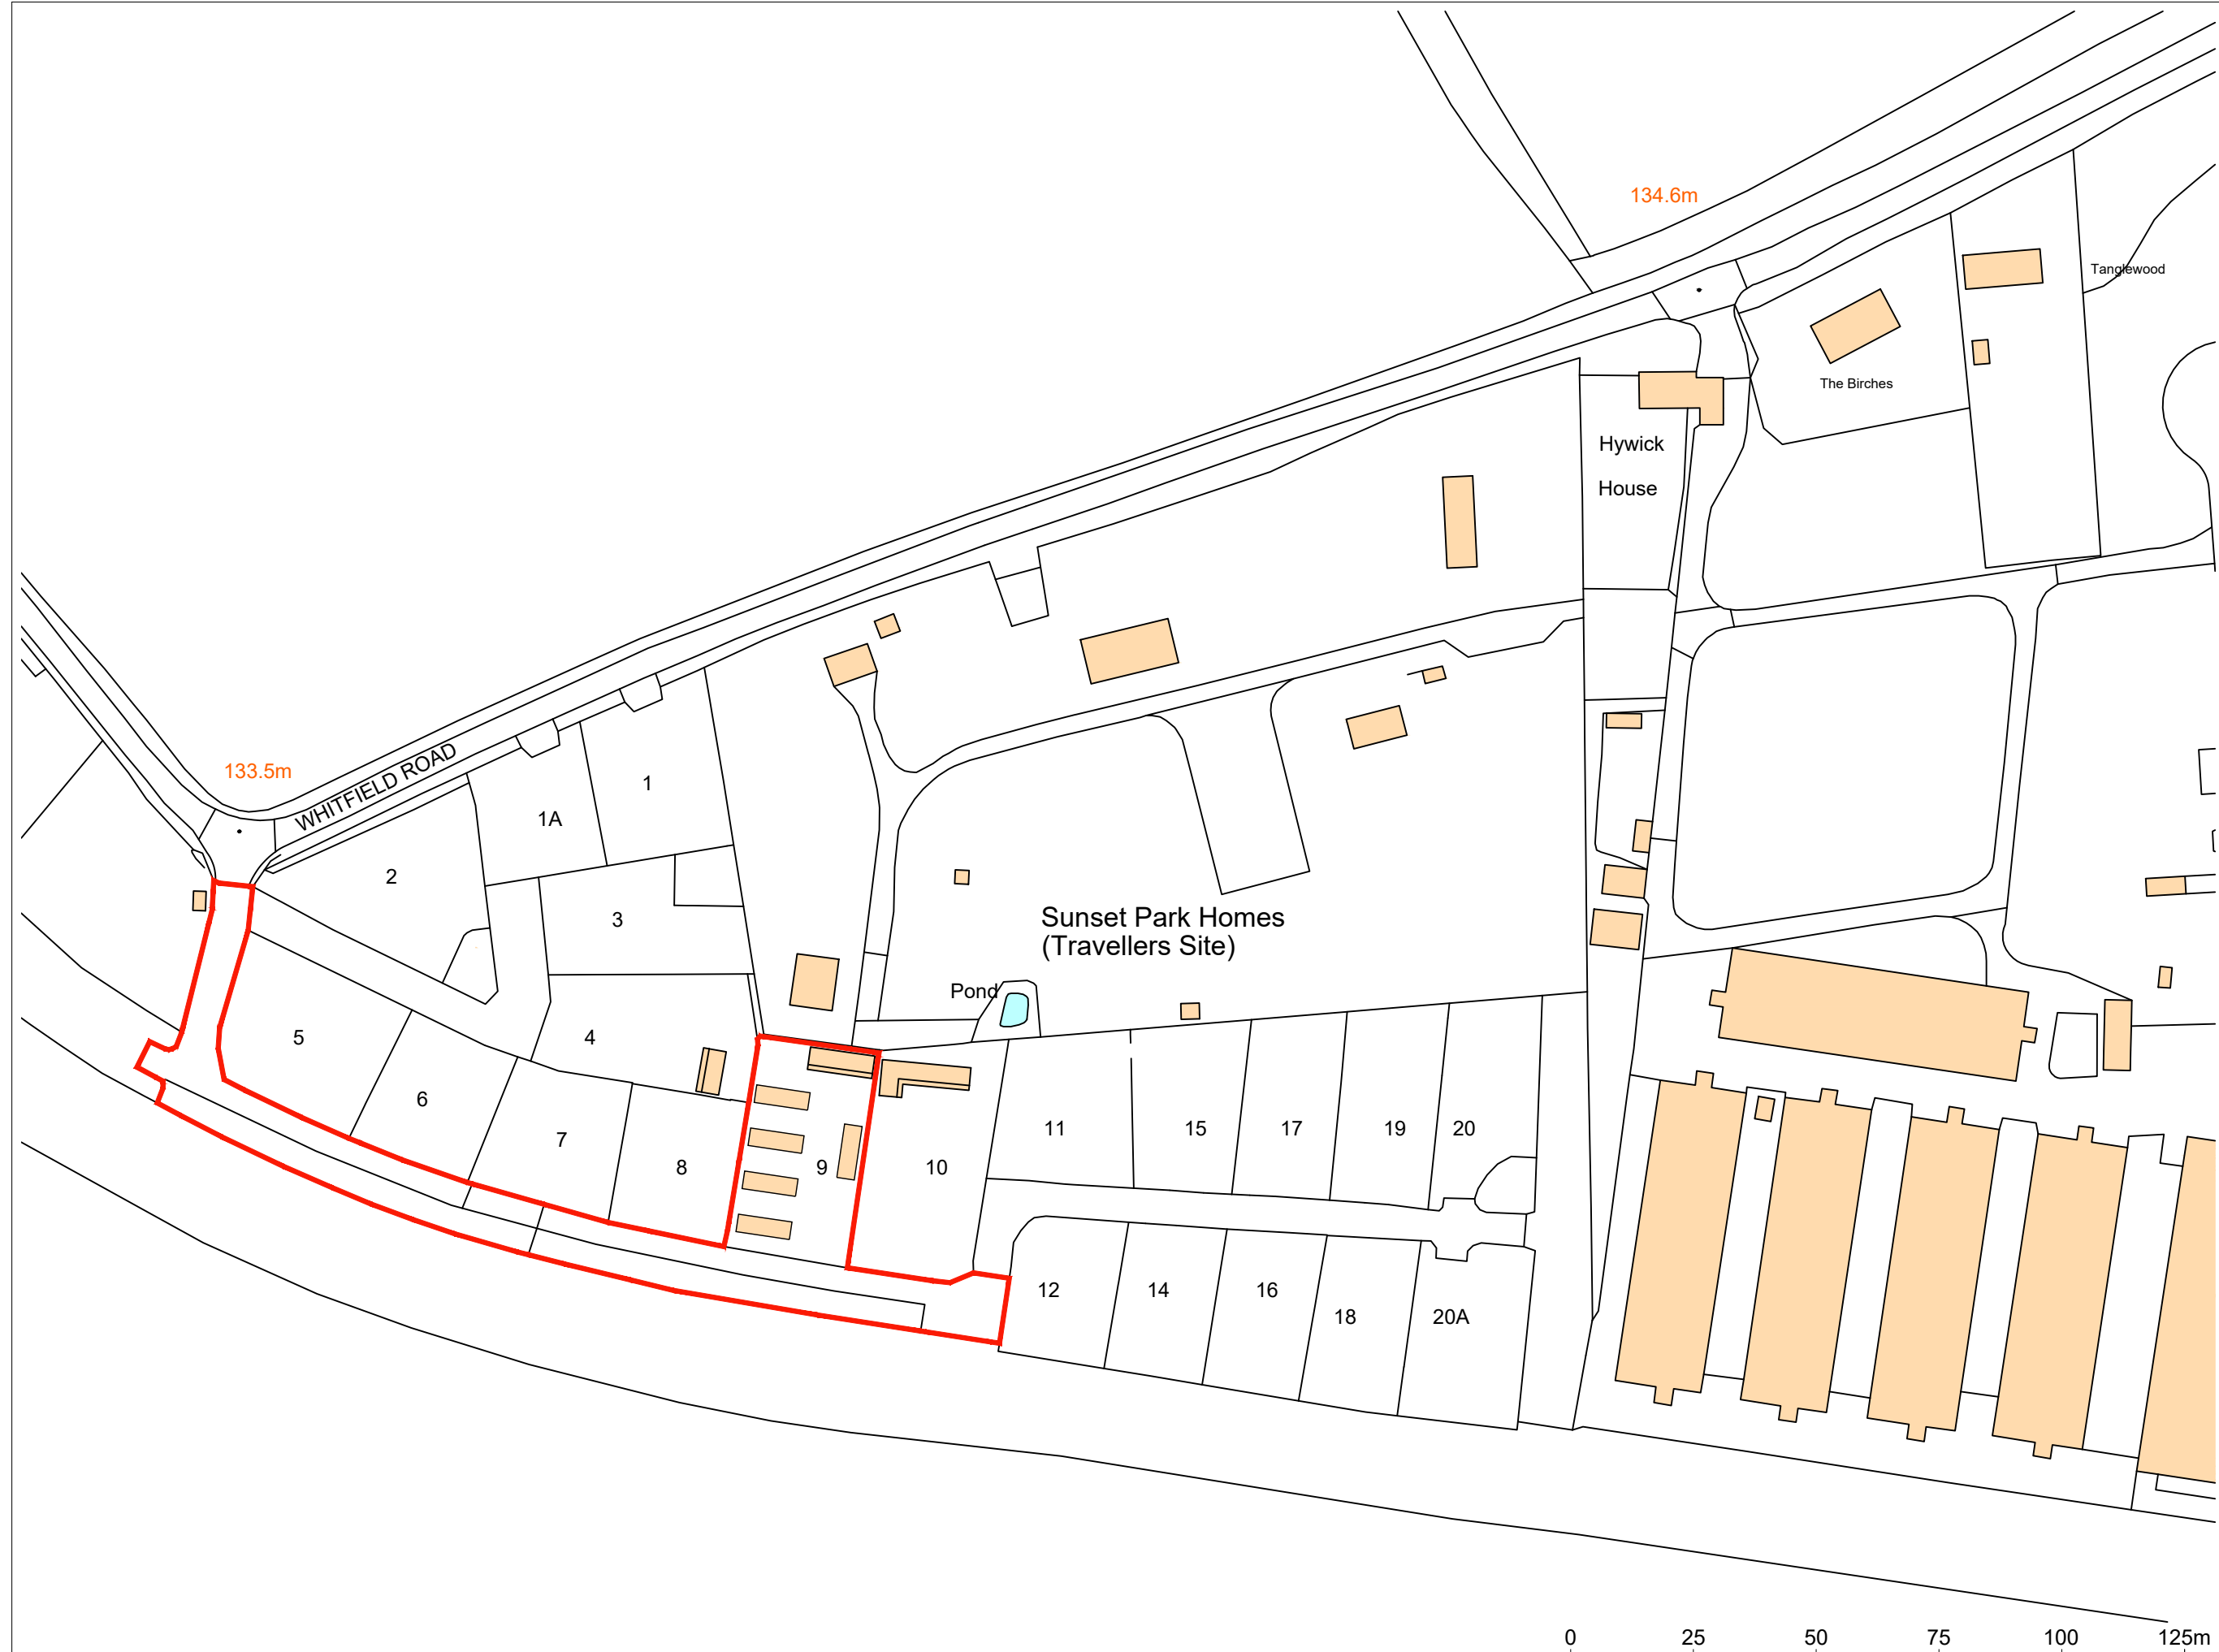 134.6m
Tanglewood
The Birches
Hywick
House
133.5m
WHITFIELD ROAD
1
1A
2
3
Sunset Park Homes
(Travellers Site)
Pond
4
5
6
7
8
9
10
11
15
17
19
20
12
14
16
18
20A
0 25 50 75 100 125m